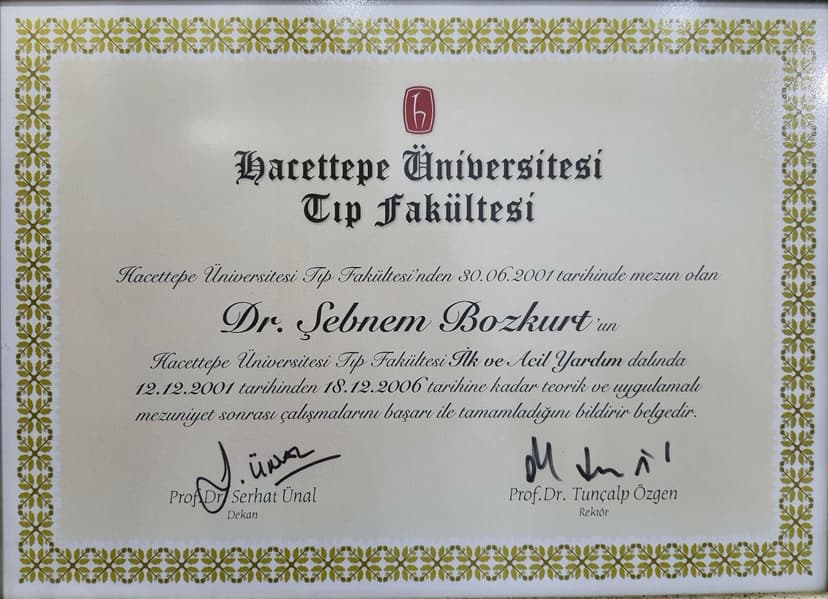 Hacettepe Üniversitesi
Tıp Fakültesi
Hacettepe Üniversitesi Tıp Fakültesi'nden 30.06.2001 tarihinde mezun olan
Dr. Şebnem Bozkurt'un
Hacettepe Üniversitesi Tıp Fakültesi İlk ve Acil Yardım dalında
12.12.2001 tarihinden 18.12.2006 tarihine kadar teorik ve uygulamalı
mezuniyet sonrası çalışmalarını başarı ile tamamladığını bildirir belgedir.
S. ÜNAL
Prof.Dr. Serhat Ünal
Dekan
Prof.Dr. Tunçalp Özgen
Rektör